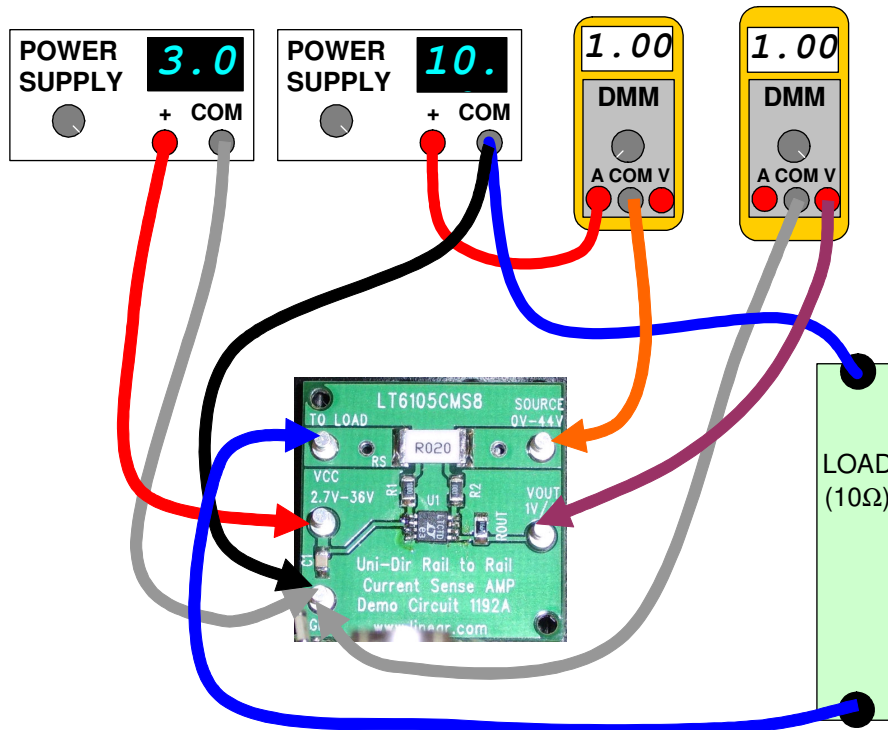 POWER
SUPPLY
3.0
+ COM
POWER
SUPPLY
10.
+ COM
1.00
DMM
A COM V
1.00
DMM
A COM V
LT6105CMS8
TO LOAD
SOURCE
0V-44V
RS
R020
VCC
2.7V-36V
R1
U1
R2
VOUT
1V/
LTCTD
ROUT
C1
Uni-Dir Rail to Rail
Current Sense AMP
Demo Circuit 1192A
www.linear.com
LOAD
(10Ω)